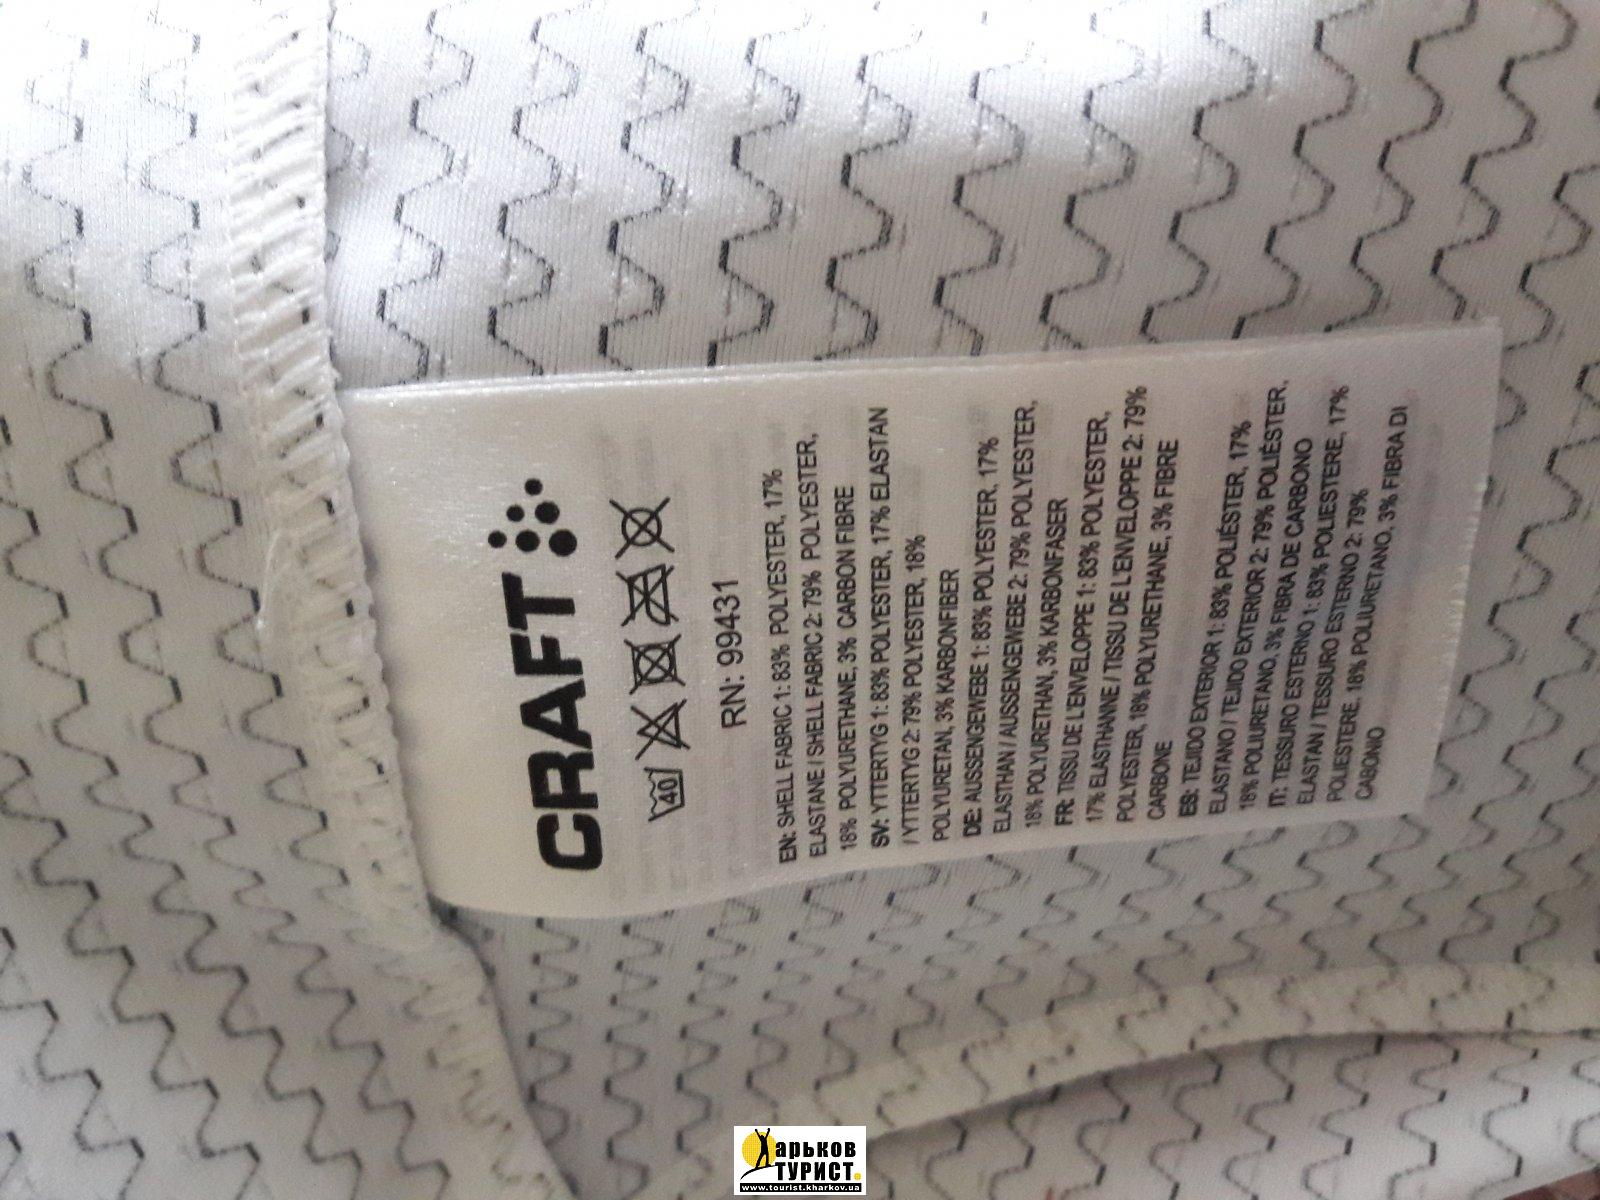 CRAFT
40
RN: 99431
EN: SHELL FABRIC 1: 83% POLYESTER, 17%
ELASTANE / SHELL FABRIC 2: 79% POLYESTER,
18% POLYURETHANE, 3% CARBON FIBRE
SV: YTTERTYG 1: 83% POLYESTER, 17% ELASTAN
/ YTTERTYG 2: 79% POLYESTER, 18%
POLYURETAN, 3% KARBONFIBER
DE: AUSSENGEWEBE 1: 83% POLYESTER, 17%
ELASTHAN / AUSSENGEWEBE 2: 79% POLYESTER,
18% POLYURETHAN, 3% KARBONFASER
FR: TISSU DE L'ENVELOPPE 1: 83% POLYESTER,
17% ELASTHANNE / TISSU DE L'ENVELOPPE 2: 79%
POLYESTER, 18% POLYURETHANE, 3% FIBRE
CARBONE
ES: TEJIDO EXTERIOR 1: 83% POLIÉSTER, 17%
ELASTANO / TEJIDO EXTERIOR 2: 79% POLIÉSTER,
18% POLIURETANO, 3% FIBRA DE CARBONO
IT: TESSURO ESTERNO 1: 83% POLIESTERE, 17%
ELASTAN / TESSURO ESTERNO 2: 79%
POLIESTERE, 18% POLIURETANO, 3% FIBRA DI
CABONIO
Харьков
ТУРИСТ.
www.tourist.kharkov.ua